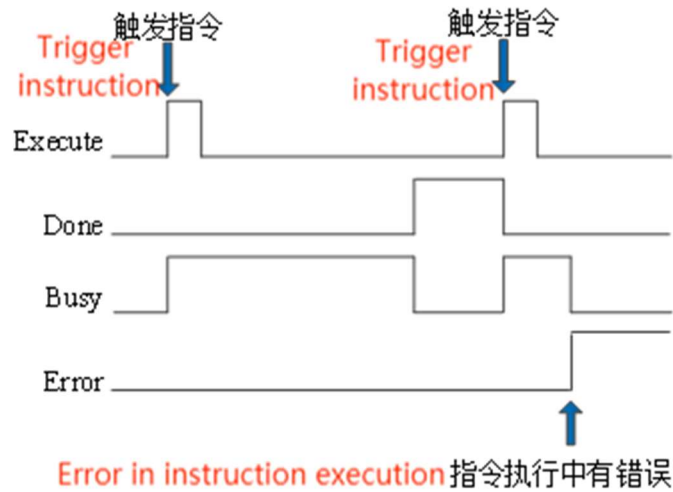 触发指令
Trigger
instruction
触发指令
Trigger
instruction
Execute
Done
Busy
Error
Error in instruction execution 指令执行中有错误